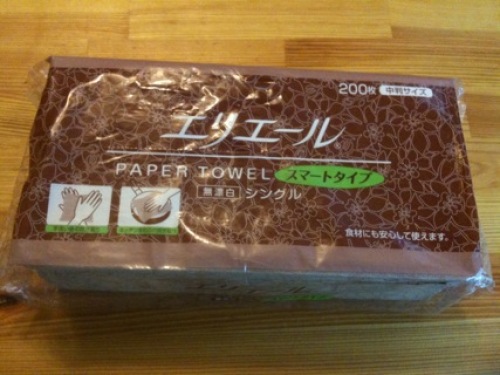 200枚 中判サイズ
エリエール
PAPER TOWEL スマートタイプ
無漂白 シングル
食材にも安心して使えます。